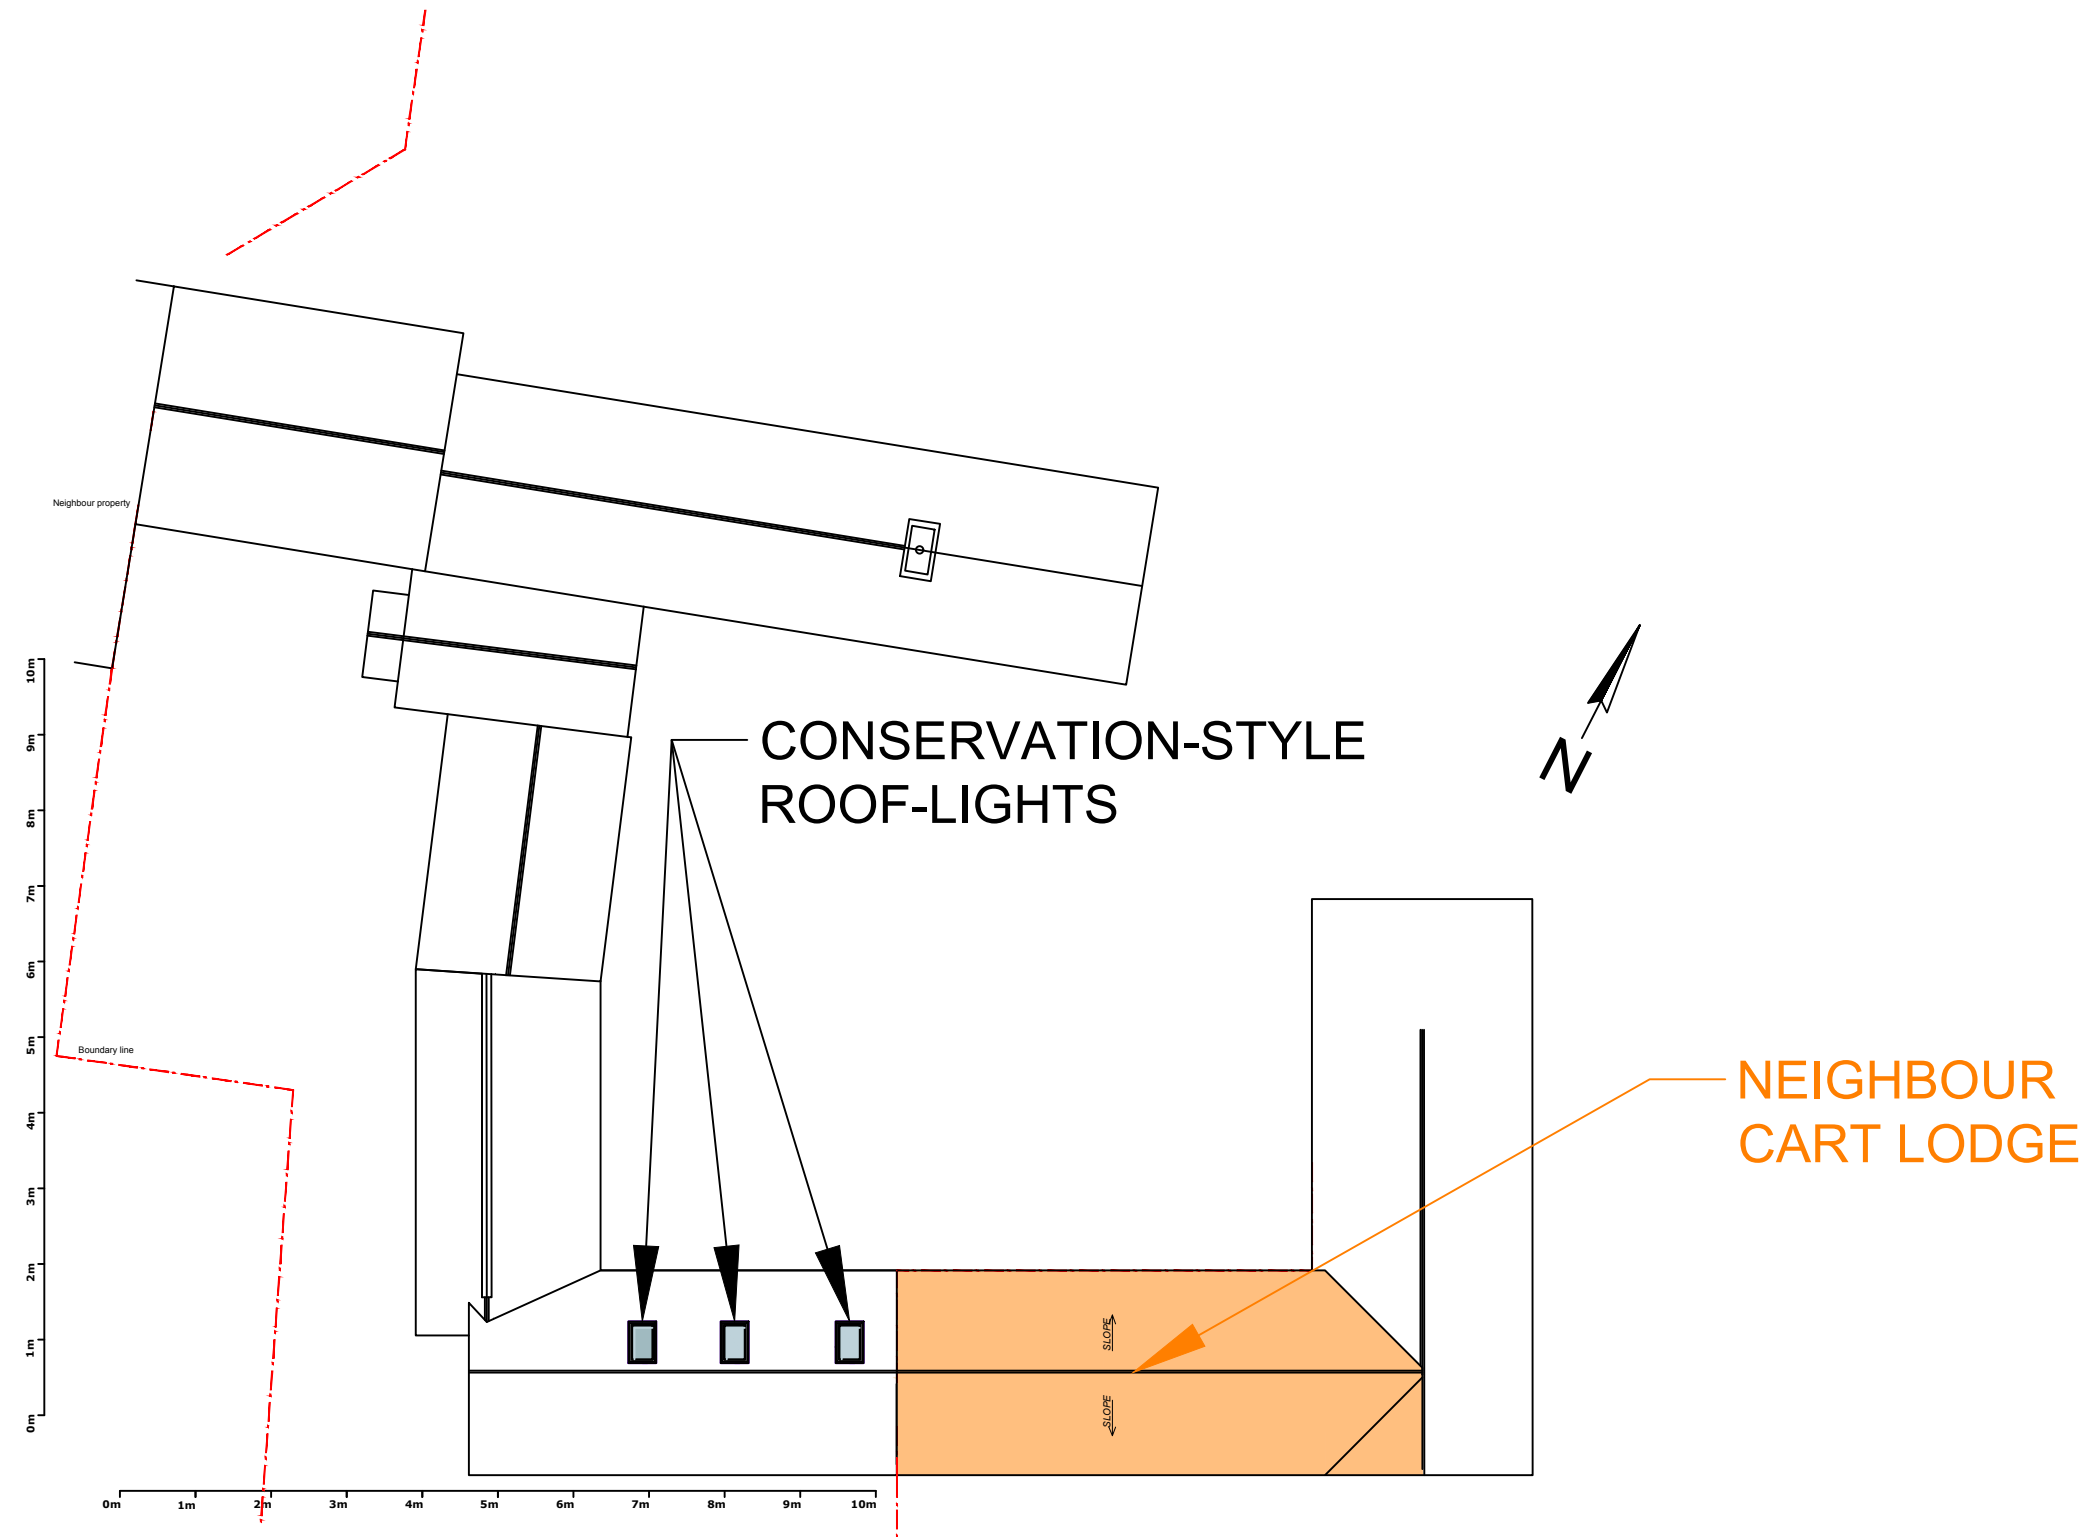 Neighbour property
CONSERVATION-STYLE
ROOF-LIGHTS
N
Boundary line
NEIGHBOUR
CART LODGE
SLOPE
SLOPE
10m
9m
8m
7m
6m
5m
4m
3m
2m
1m
0m
0m 1m 2m 3m 4m 5m 6m 7m 8m 9m 10m